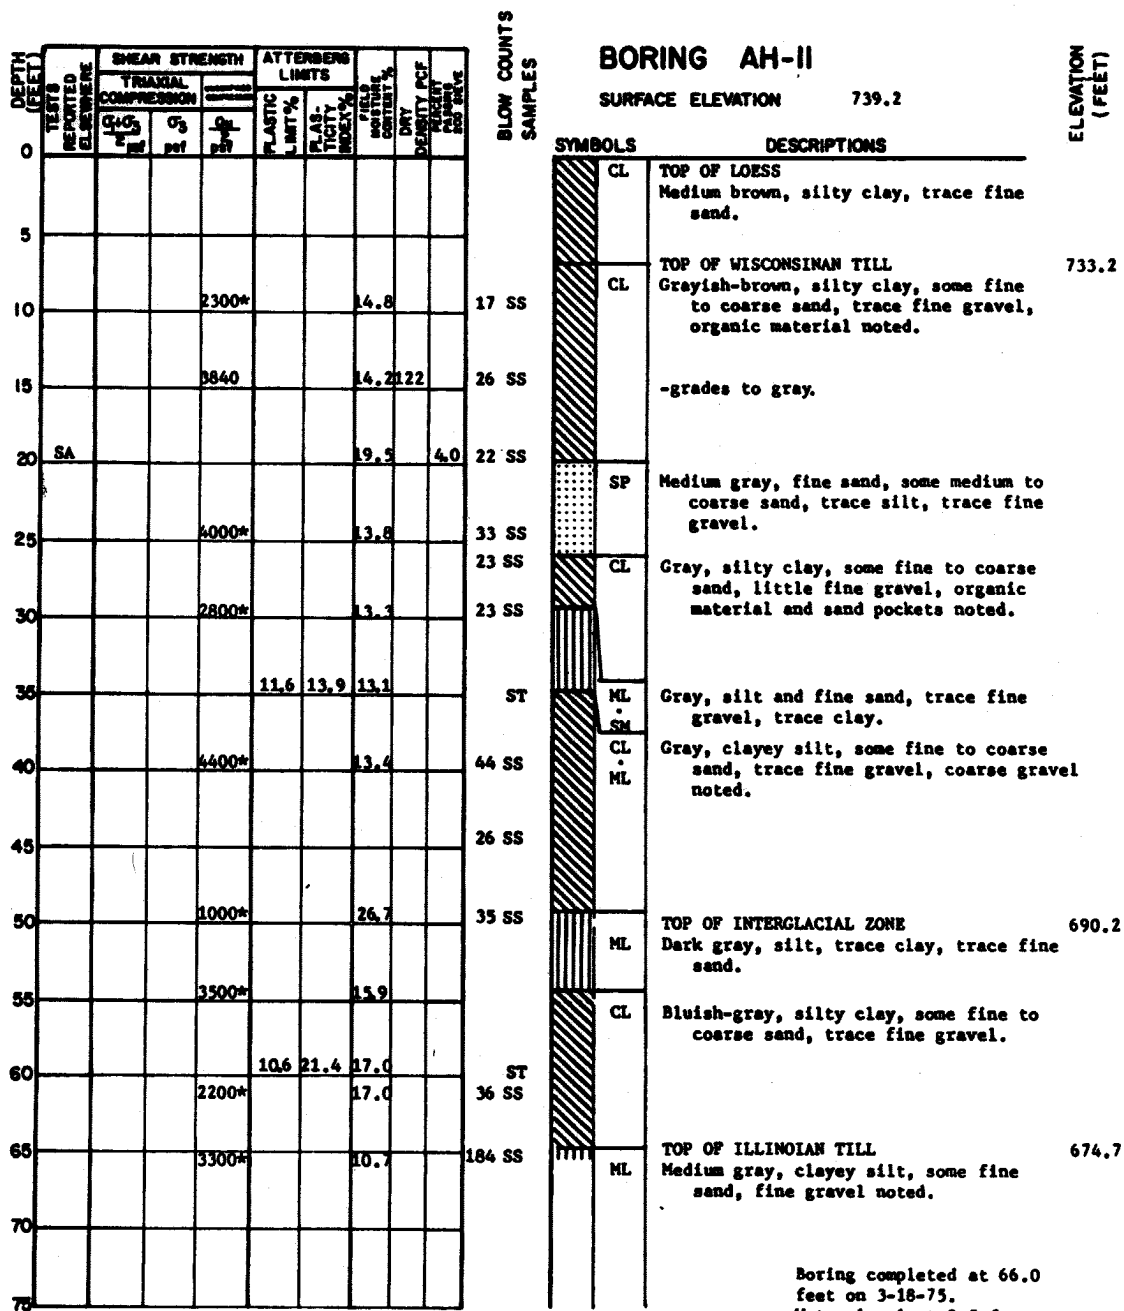 BORING AH-11
SURFACE ELEVATION 739.2
DEPTH (FEET)
TESTS REPORTED ELSEWHERE
SHEAR STRENGTH
TRIAXIAL COMPRESSION
σ3
psf
psf
ATTERBERG LIMITS
PLASTIC LIMIT %
PLAS-TICITY INDEX %
FIELD MOISTURE CONTENT %
DRY DENSITY PCF
PERCENT PASSING 200 SIEVE
BLOW COUNTS
SAMPLES
SYMBOLS
DESCRIPTIONS
ELEVATION (FEET)
0
CL TOP OF LOESS
Medium brown, silty clay, trace fine
sand.
5
TOP OF WISCONSINAN TILL 733.2
CL Grayish-brown, silty clay, some fine
to coarse sand, trace fine gravel,
organic material noted.
10 2300* 14.8 17 SS
15 3840 14.2 122 26 SS
-grades to gray.
20 SA 19.5 4.0 22 SS
SP Medium gray, fine sand, some medium to
coarse sand, trace silt, trace fine
gravel.
25 4000* 13.8 33 SS
23 SS
CL Gray, silty clay, some fine to coarse
sand, little fine gravel, organic
material and sand pockets noted.
30 2800* 13.3 23 SS
35 11.6 13.9 13.1 ST
ML
·
SM
Gray, silt and fine sand, trace fine
gravel, trace clay.
CL
·
ML
Gray, clayey silt, some fine to coarse
sand, trace fine gravel, coarse gravel
noted.
40 4400* 13.4 44 SS
45 26 SS
50 1000* 26.7 35 SS
TOP OF INTERGLACIAL ZONE 690.2
ML Dark gray, silt, trace clay, trace fine
sand.
55 3500* 15.9
CL Bluish-gray, silty clay, some fine to
coarse sand, trace fine gravel.
60 10.6 21.4 17.0 ST
2200* 17.0 36 SS
65 3300* 10.7 184 SS
TOP OF ILLINOIAN TILL 674.7
ML Medium gray, clayey silt, some fine
sand, fine gravel noted.
70
Boring completed at 66.0
feet on 3-18-75.
75